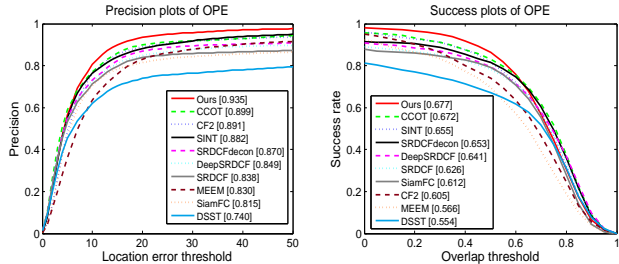 Precision plots of OPE
Precision
1
0.8
0.6
0.4
0.2
0
0 10 20 30 40 50
Location error threshold
Ours [0.935]
CCOT [0.899]
CF2 [0.891]
SINT [0.882]
SRDCFdecon [0.870]
DeepSRDCF [0.849]
SRDCF [0.838]
MEEM [0.830]
SiamFC [0.815]
DSST [0.740]
Success plots of OPE
Success rate
1
0.8
0.6
0.4
0.2
0
0 0.2 0.4 0.6 0.8 1
Overlap threshold
Ours [0.677]
CCOT [0.672]
SINT [0.655]
SRDCFdecon [0.653]
DeepSRDCF [0.641]
SRDCF [0.626]
SiamFC [0.612]
CF2 [0.605]
MEEM [0.566]
DSST [0.554]